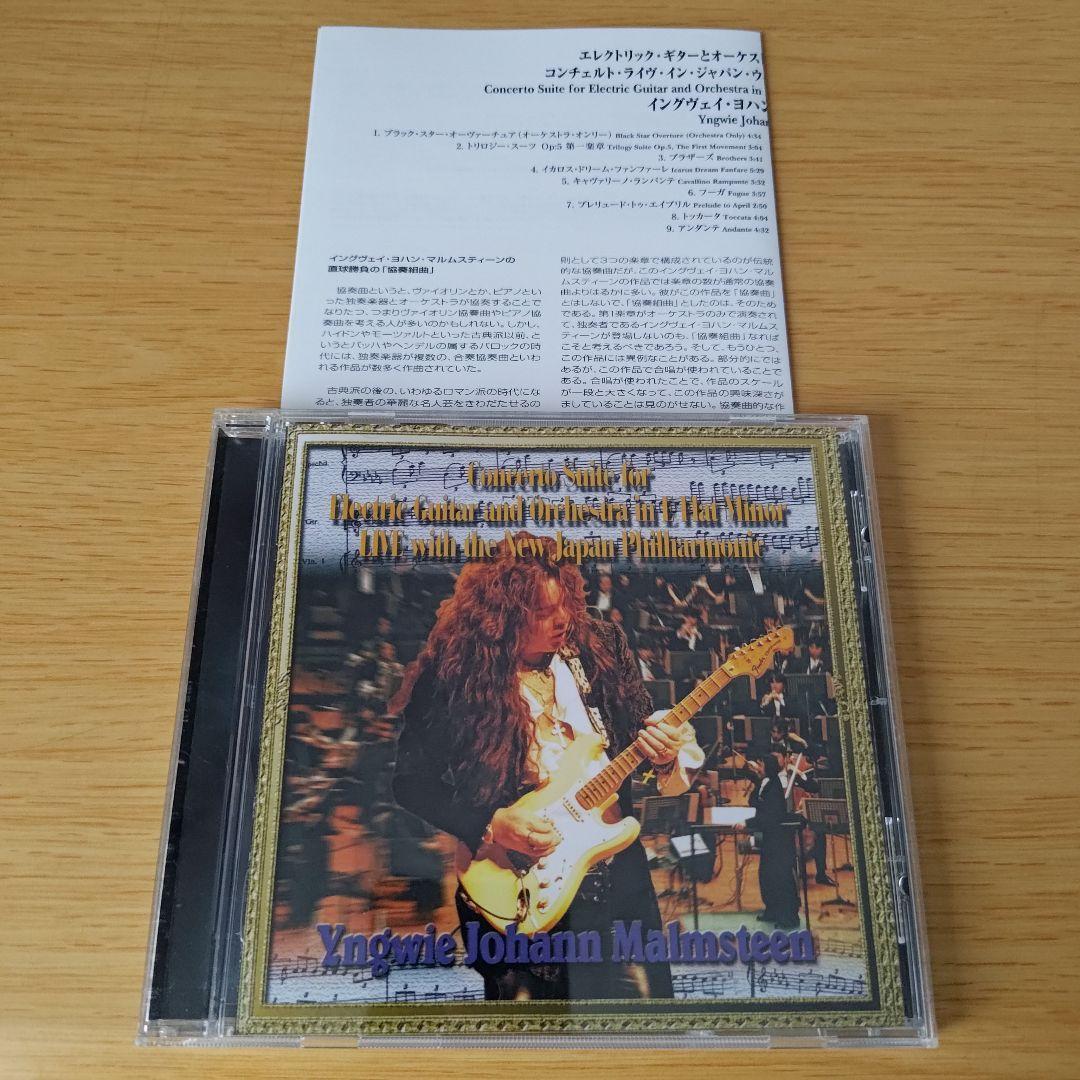 エレクトリック・ギターとオーケス
コンチェルト・ライヴ・イン・ジャパン・ウ
Concerto Suite for Electric Guitar and Orchestra in
イングヴェイ・ヨハン
Yngwie Johan
1. ブラック・スター・オーヴァーチュア(オーケストラ・オンリー) Black Star Overture (Orchestra Only) 4:34
2. トリロジー・スーツ Op:5 第一楽章 Trilogy Suite Op.5, The First Movement 3:04
3. ブラザーズ Brothers 3:41
4. イカロス・ドリーム・ファンファーレ Icarus Dream Fanfare 5:29
5. キャヴァリーノ・ランパンテ Cavallino Rampante 3:32
6. フーガ Fugue 3:57
7. プレリュード・トゥ・エイプリル Prelude to April 2:50
8. トッカータ Toccata 4:04
9. アンダンテ Andante 4:32
イングヴェイ・ヨハン・マルムスティーンの
直球勝負の「協奏組曲」
協奏曲というと、ヴァイオリンとか、ピアノといっ
た独奏楽器とオーケストラが協奏することで
なりたつ、つまりヴァイオリン協奏曲やピアノ協
奏曲を考える人が多いのかもしれない。しかし、
ハイドンやモーツァルトといった古典派以前、と
いうとバッハやヘンデルの属するバロックの時
代には、独奏楽器が複数の、合奏協奏曲といわ
れる作品が数多く作曲されていた。
古典派の後の、いわゆるロマン派の時代にな
ると、独奏者の華麗な名人芸をきわだたせるの
則として3つの楽章で構成されているのが伝統
的な協奏曲だが、このイングヴェイ・ヨハン・マル
ムスティーンの作品では楽章の数が通常の協奏
曲よりはるかに多い。彼がこの作品を「協奏曲」
とはしないで、「協奏組曲」としたのは、そのため
である。第1楽章がオーケストラのみで演奏され
て、独奏者であるイングヴェイ・ヨハン・マルムス
ティーンが登場しないのも、「協奏組曲」なれば
こそと考えるべきであろう。そして、もうひとつ、
この作品には異例なことがある。部分的にでは
あるが、この作品で合唱が使われていることで
ある。合唱が使われたことで、作品のスケール
が一段と大きくなって、この作品の興味深さが
ましていることは見のがせない。協奏曲的な作
Concerto Suite for
Electric Guitar and Orchestra in E Flat Minor
LIVE with the New Japan Philharmonic
Vla. 1
Fender
Yngwie Johann Malmsteen